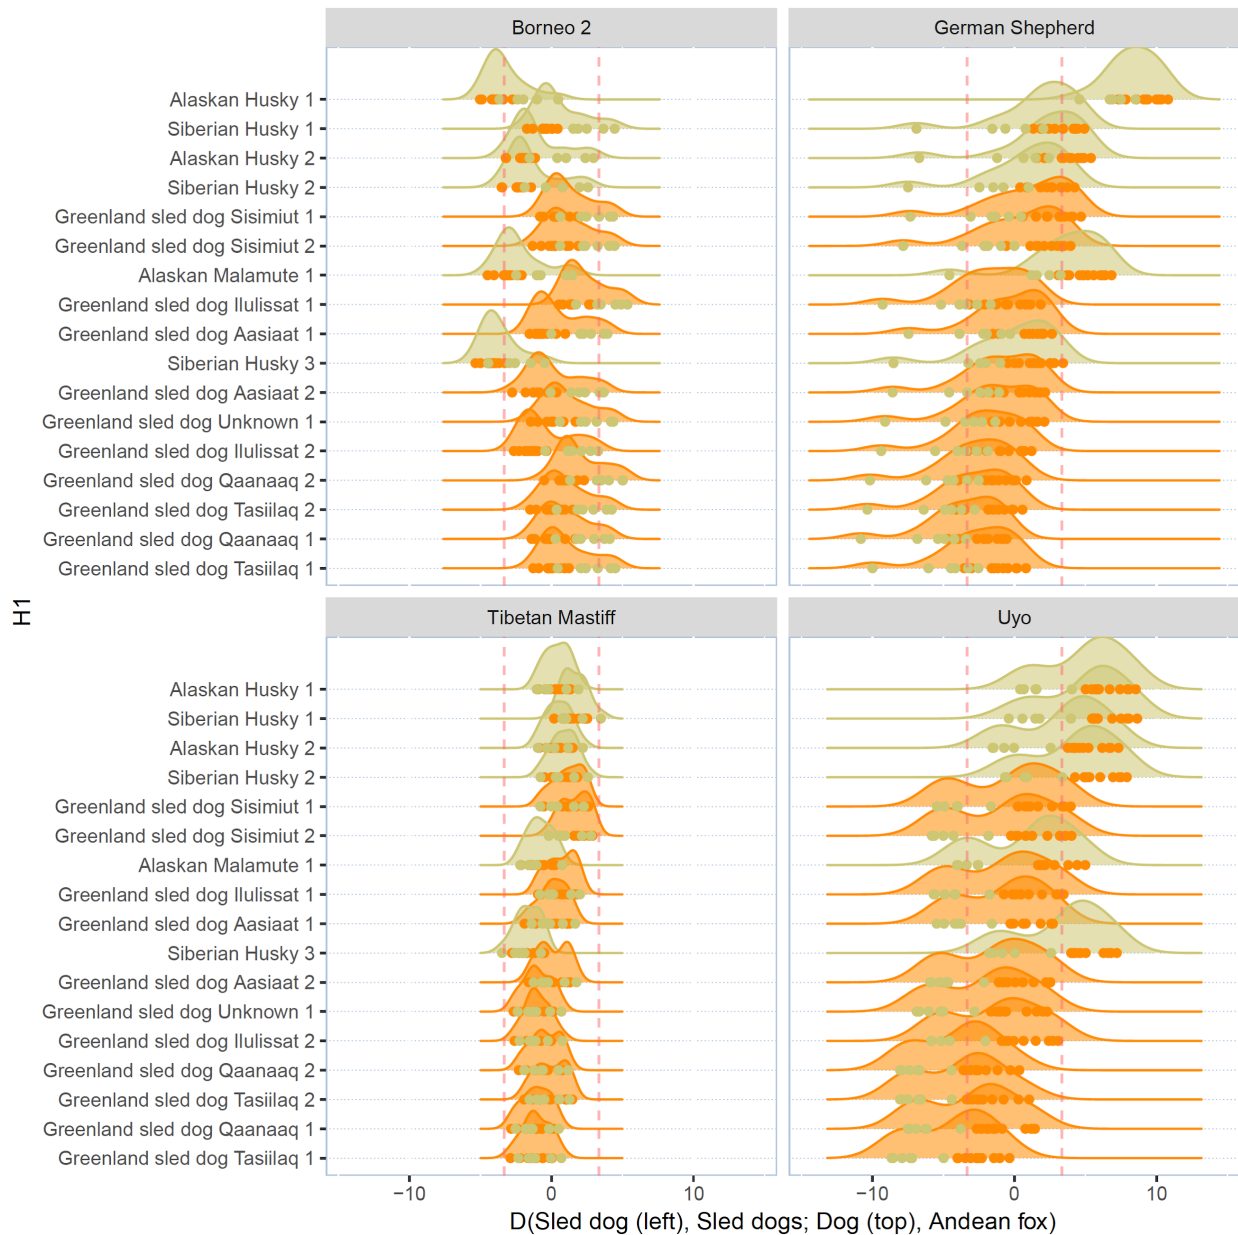 Borneo 2
German Shepherd
Alaskan Husky 1
Siberian Husky 1
Alaskan Husky 2
Siberian Husky 2
Greenland sled dog Sisimiut 1
Greenland sled dog Sisimiut 2
Alaskan Malamute 1
Greenland sled dog Ilulissat 1
Greenland sled dog Aasiaat 1
Siberian Husky 3
Greenland sled dog Aasiaat 2
Greenland sled dog Unknown 1
Greenland sled dog Ilulissat 2
Greenland sled dog Qaanaaq 2
Greenland sled dog Tasiilaq 2
Greenland sled dog Qaanaaq 1
Greenland sled dog Tasiilaq 1
H1
Tibetan Mastiff
Uyo
Alaskan Husky 1
Siberian Husky 1
Alaskan Husky 2
Siberian Husky 2
Greenland sled dog Sisimiut 1
Greenland sled dog Sisimiut 2
Alaskan Malamute 1
Greenland sled dog Ilulissat 1
Greenland sled dog Aasiaat 1
Siberian Husky 3
Greenland sled dog Aasiaat 2
Greenland sled dog Unknown 1
Greenland sled dog Ilulissat 2
Greenland sled dog Qaanaaq 2
Greenland sled dog Tasiilaq 2
Greenland sled dog Qaanaaq 1
Greenland sled dog Tasiilaq 1
−10 0 10 −10 0 10
D(Sled dog (left), Sled dogs; Dog (top), Andean fox)